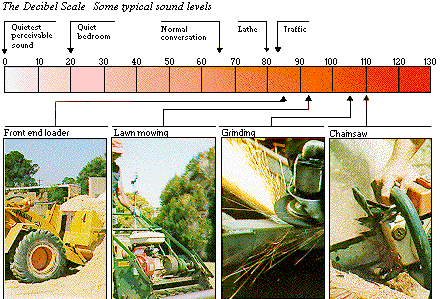 The Decibel Scale Some typical sound levels
Quietest
perceivable
sound
Quiet
bedroom
Normal
conversation
Lathe
Traffic
0 10 20 30 40 50 60 70 80 90 100 110 120 130
Front end loader
Lawn mowing
Grinding
Chainsaw